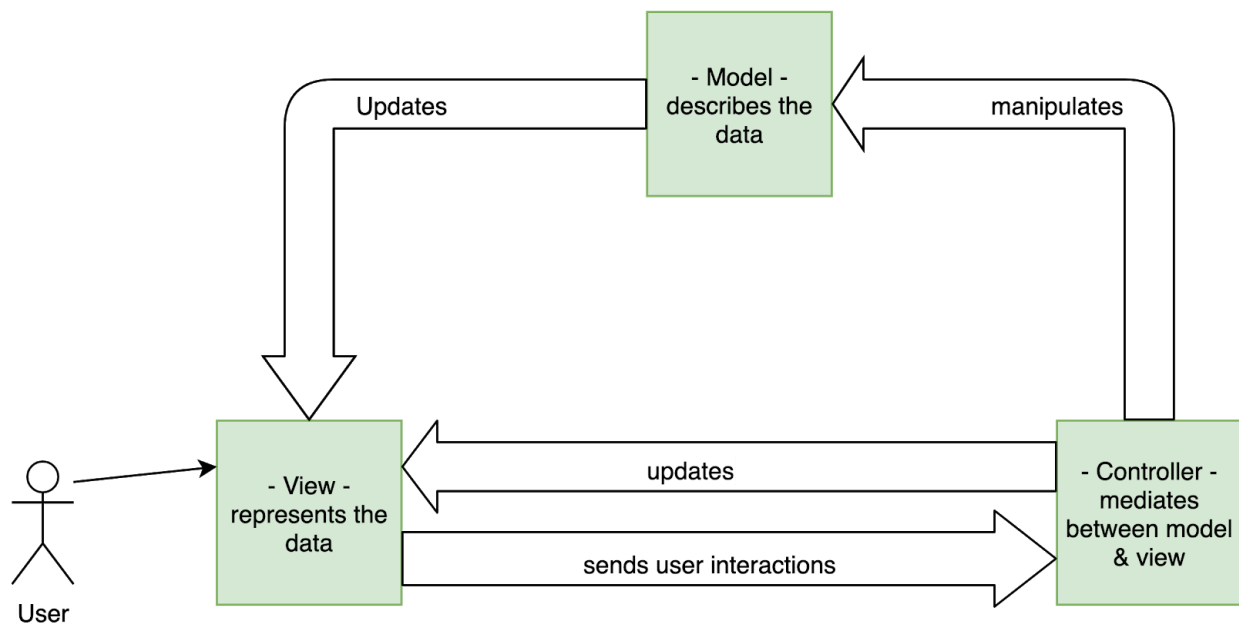 - Model -
describes the
data
Updates
manipulates
- View -
represents the
data
updates
sends user interactions
- Controller -
mediates
between model
& view
User